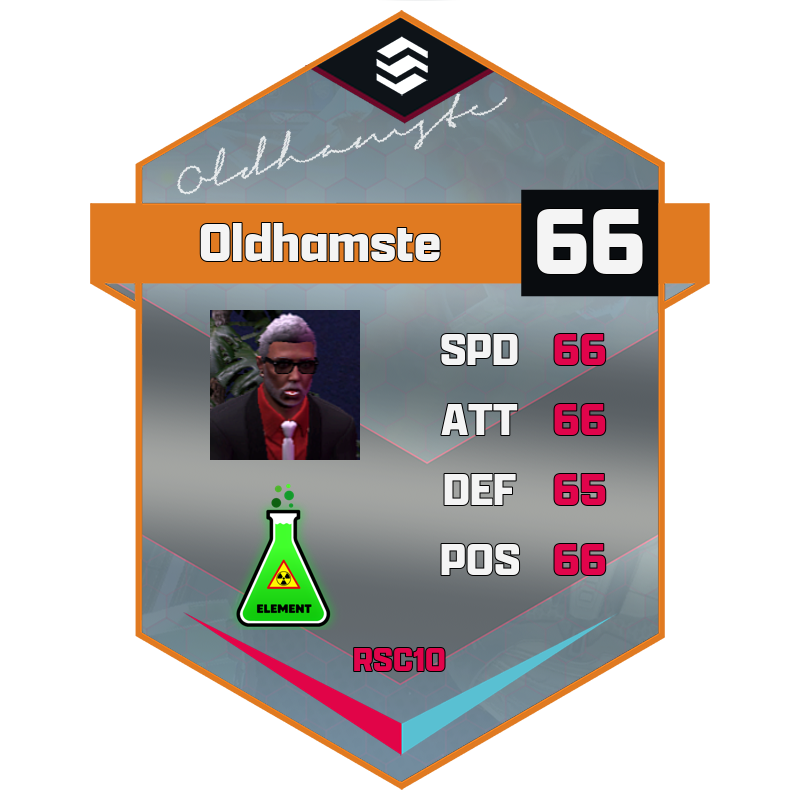 Oldhamste
Oldhamste 66
SPD 66
ATT 66
DEF 65
POS 66
ELEMENT
RSC10